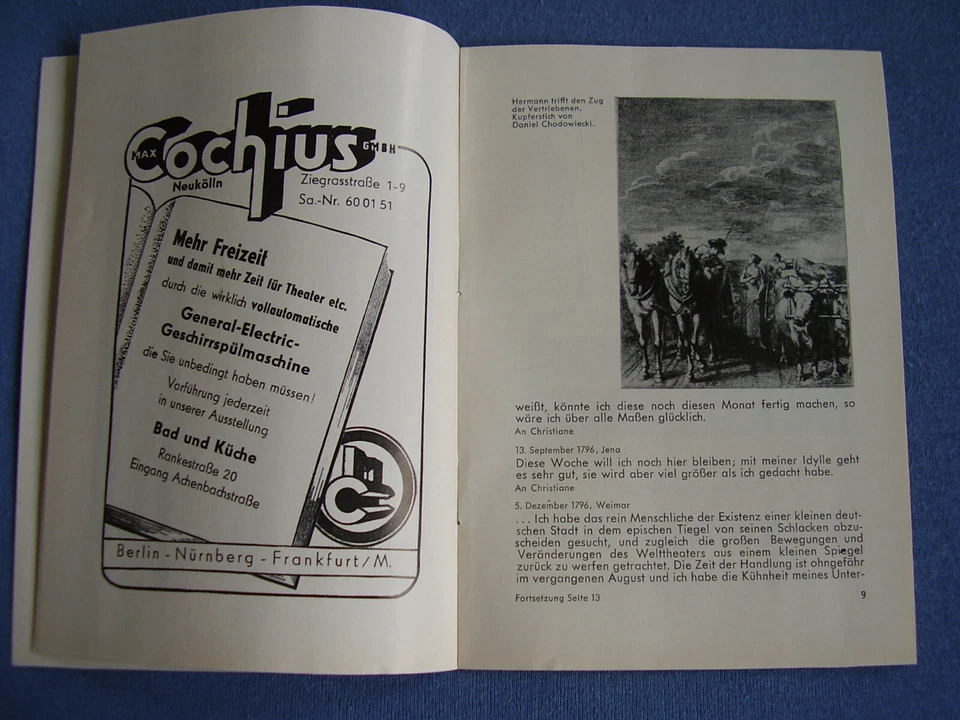 MAX Cochius GMBH
Neukölln
Ziegrastraße 1-9
Sa.-Nr. 60 01 51
Mehr Freizeit
und damit mehr Zeit für Theater etc.
durch die wirklich vollautomatische
General-Electric-
Geschirrspülmaschine
die Sie unbedingt haben müssen!
Vorführung jederzeit
in unserer Ausstellung
Bad und Küche
Rankestraße 20
Eingang Achenbachstraße
Berlin - Nürnberg - Frankfurt/M.
Hermann trifft den Zug
der Vertriebenen.
Kupferstich von
Daniel Chodowiecki.
weißt, könnte ich diese noch diesen Monat fertig machen, so
wäre ich über alle Maßen glücklich.
An Christiane
13. September 1796, Jena
Diese Woche will ich noch hier bleiben; mit meiner Idylle geht
es sehr gut, sie wird aber viel größer als ich gedacht habe.
An Christiane
5. Dezember 1796, Weimar
... Ich habe das rein Menschliche der Existenz einer kleinen deut-
schen Stadt in dem epischen Tiegel von seinen Schlacken abzu-
scheiden gesucht, und zugleich die großen Bewegungen und
Veränderungen des Welttheaters aus einem kleinen Spiegel
zurück zu werfen getrachtet. Die Zeit der Handlung ist ohngefähr
im vergangenen August und ich habe die Kühnheit meines Unter-
Fortsetzung Seite 13
9